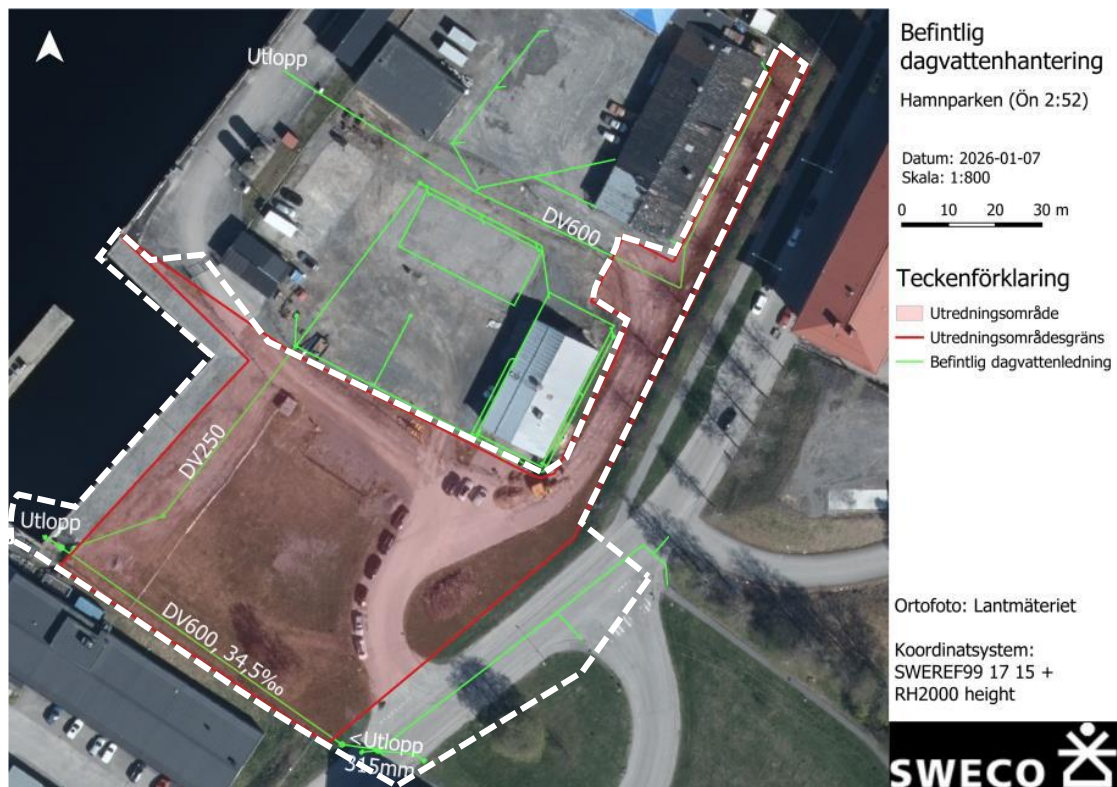 Befintlig
dagvattenhantering
Hamnparken (Ön 2:52)
Datum: 2026-01-07
Skala: 1:800
0 10 20 30 m
Teckenförklaring
Utredningsområde
Utredningsområdesgräns
Befintlig dagvattenledning
Utlopp
DV600
DV250
Utlopp
DV600, 34,5‰
<Utlopp
315mm
Ortofoto: Lantmäteriet
Koordinatsystem:
SWEREF99 17 15 +
RH2000 height
SWECO